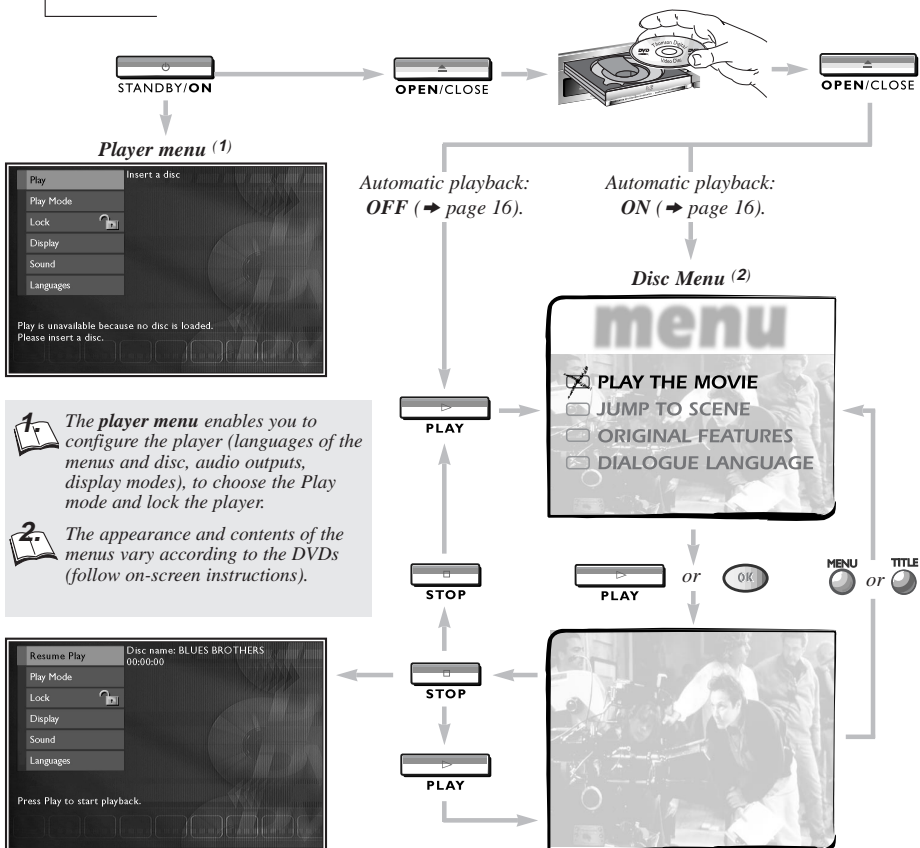 STANDBY/ON
OPEN/CLOSE
Thomson Digital
Video Disc
OPEN/CLOSE
Player menu (1)
Play
Insert a disc
Play Mode
Lock
Display
Sound
Languages
Play is unavailable because no disc is loaded.
Please insert a disc.
Automatic playback:
OFF (➜ page 16).
Automatic playback:
ON (➜ page 16).
Disc Menu (2)
menu
PLAY THE MOVIE
JUMP TO SCENE
ORIGINAL FEATURES
DIALOGUE LANGUAGE
PLAY
1.
The player menu enables you to
configure the player (languages of the
menus and disc, audio outputs,
display modes), to choose the Play
mode and lock the player.
2.
The appearance and contents of the
menus vary according to the DVDs
(follow on-screen instructions).
STOP
PLAY
or
OK
MENU
or
TITLE
Resume Play
Disc name: BLUES BROTHERS
00:00:00
Play Mode
Lock
Display
Sound
Languages
Press Play to start playback.
STOP
PLAY